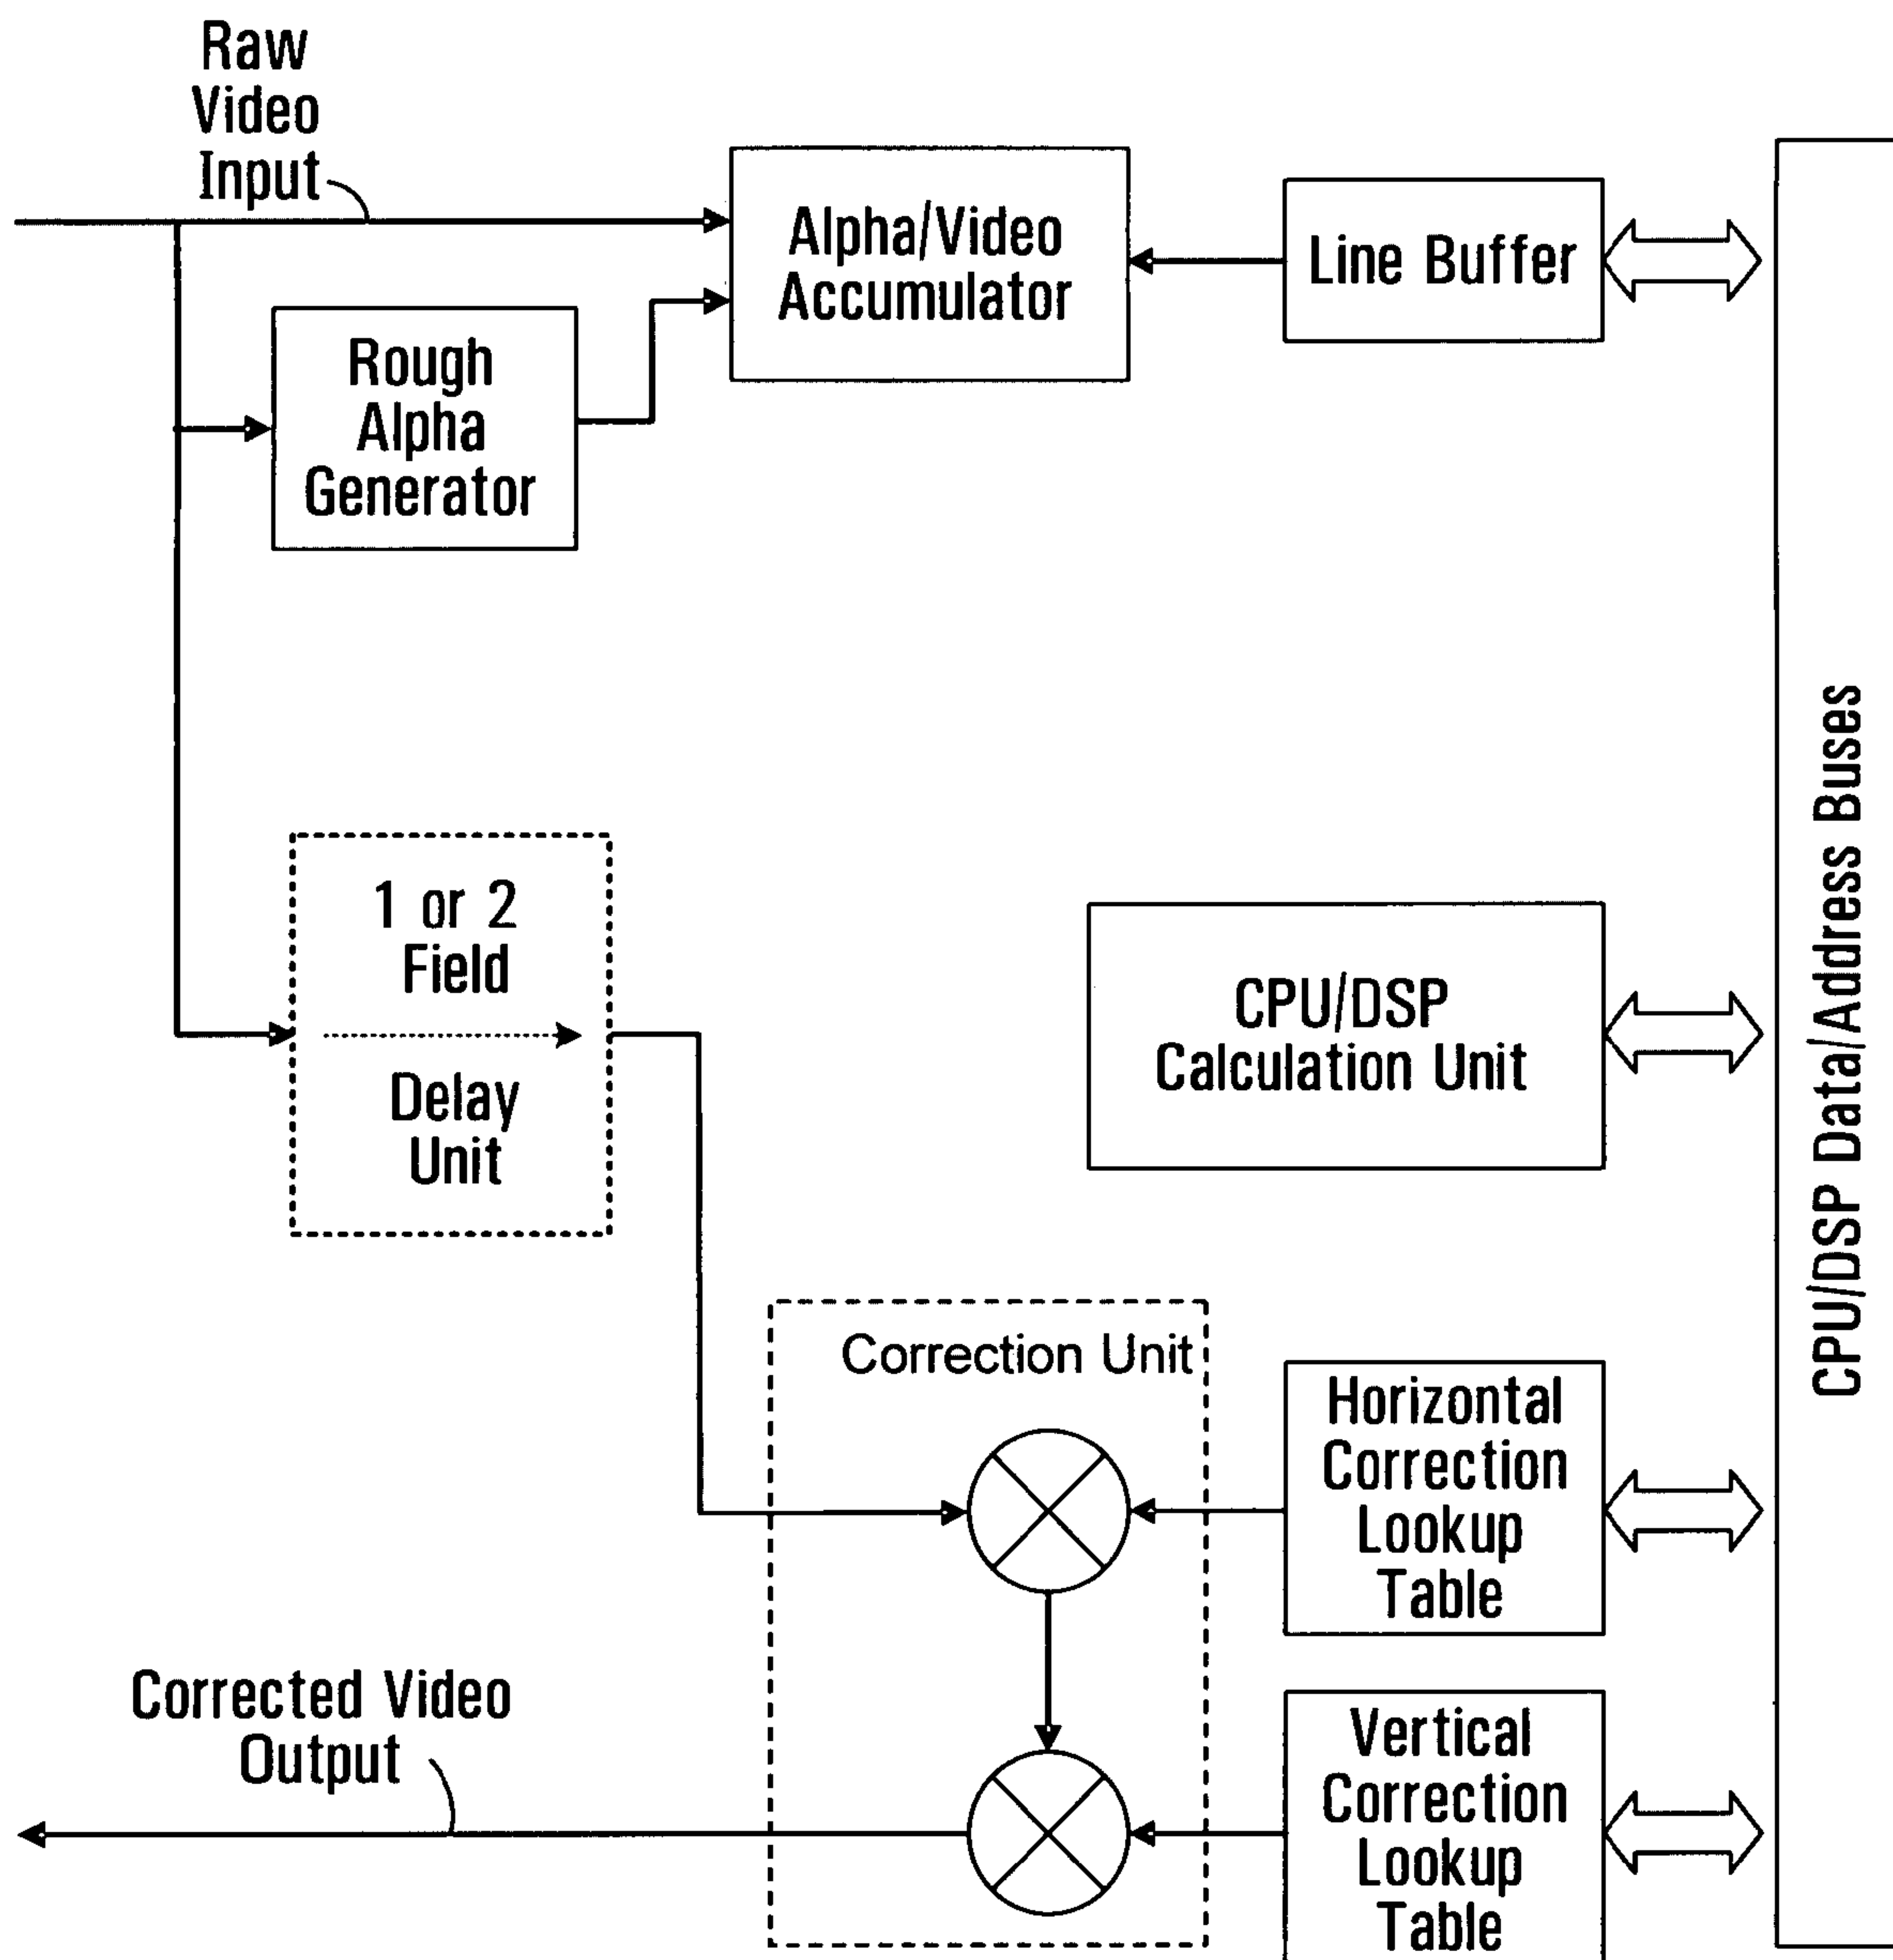 Raw
Video
Input
Alpha/Video
Accumulator
Line Buffer
Rough
Alpha
Generator
1 or 2
Field
Delay
Unit
CPU/DSP
Calculation Unit
CPU/DSP Data/Address Buses
Correction Unit
Horizontal
Correction
Lookup
Table
Corrected Video
Output
Vertical
Correction
Lookup
Table